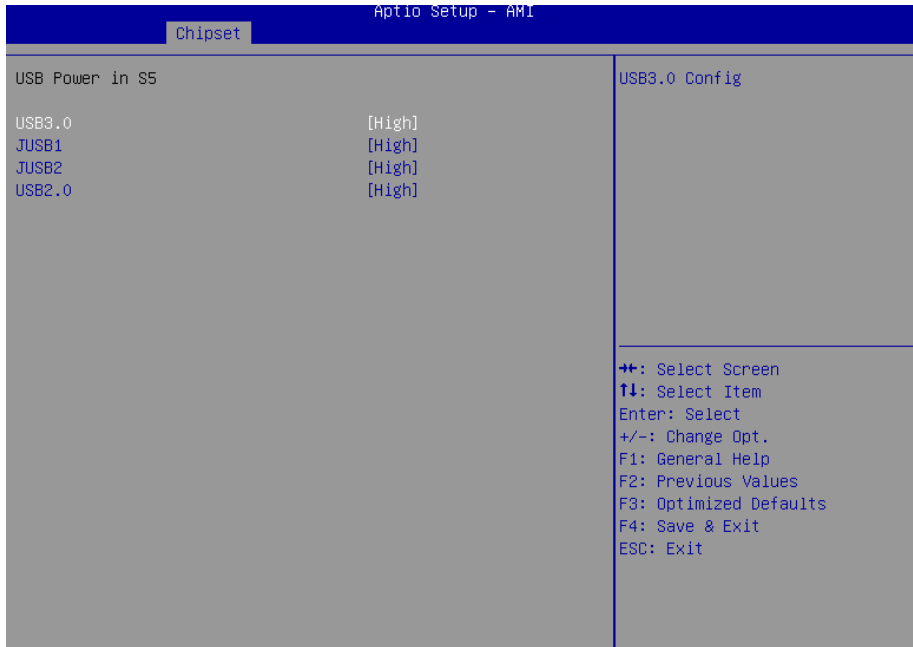 Aptio Setup – AMI
Chipset
USB Power in S5
USB3.0 [High]
JUSB1 [High]
JUSB2 [High]
USB2.0 [High]
USB3.0 Config
→←: Select Screen
↑↓: Select Item
Enter: Select
+/-: Change Opt.
F1: General Help
F2: Previous Values
F3: Optimized Defaults
F4: Save & Exit
ESC: Exit